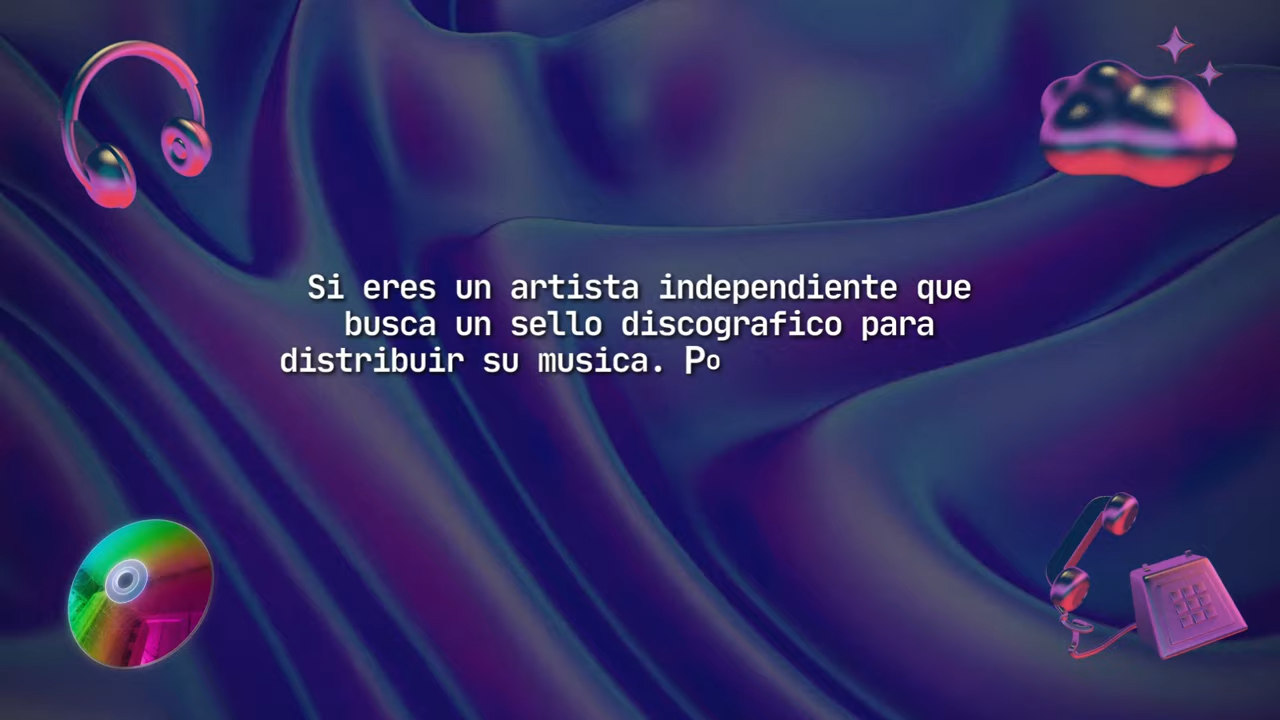 Si eres un artista independiente que
busca un sello discografico para
distribuir su musica. Po